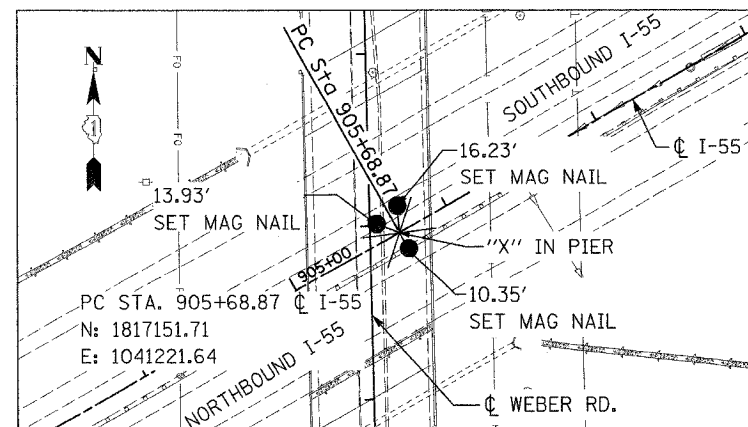 N
1
FO
FO
PC Sta 905+68.87
SOUTHBOUND I-55
℄ I-55
16.23'
SET MAG NAIL
13.93'
SET MAG NAIL
"X" IN PIER
905+00
10.35'
SET MAG NAIL
PC STA. 905+68.87 ℄ I-55
N: 1817151.71
E: 1041221.64
NORTHBOUND I-55
℄ WEBER RD.